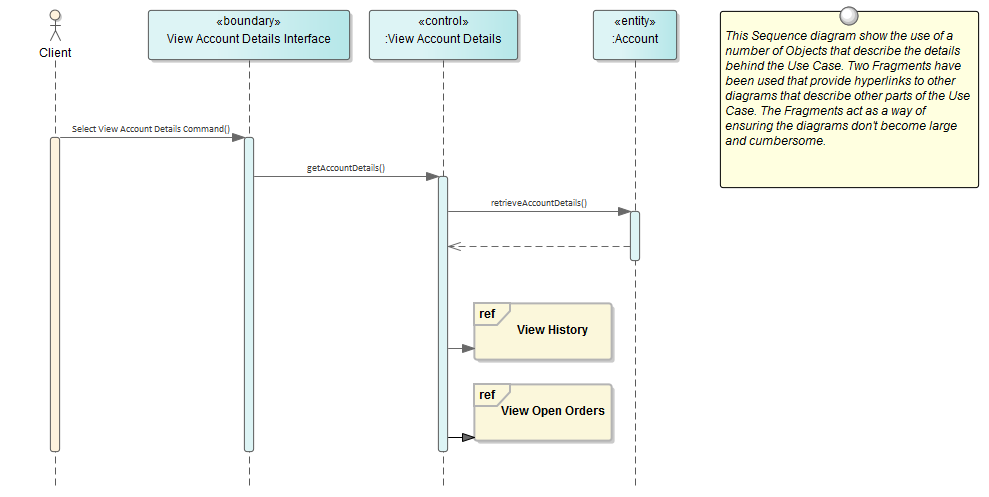 Client
«boundary»
View Account Details Interface
«control»
:View Account Details
«entity»
:Account
This Sequence diagram show the use of a
number of Objects that describe the details
behind the Use Case. Two Fragments have
been used that provide hyperlinks to other
diagrams that describe other parts of the Use
Case. The Fragments act as a way of
ensuring the diagrams don't become large
and cumbersome.
Select View Account Details Command()
getAccountDetails()
retrieveAccountDetails()
ref
View History
ref
View Open Orders